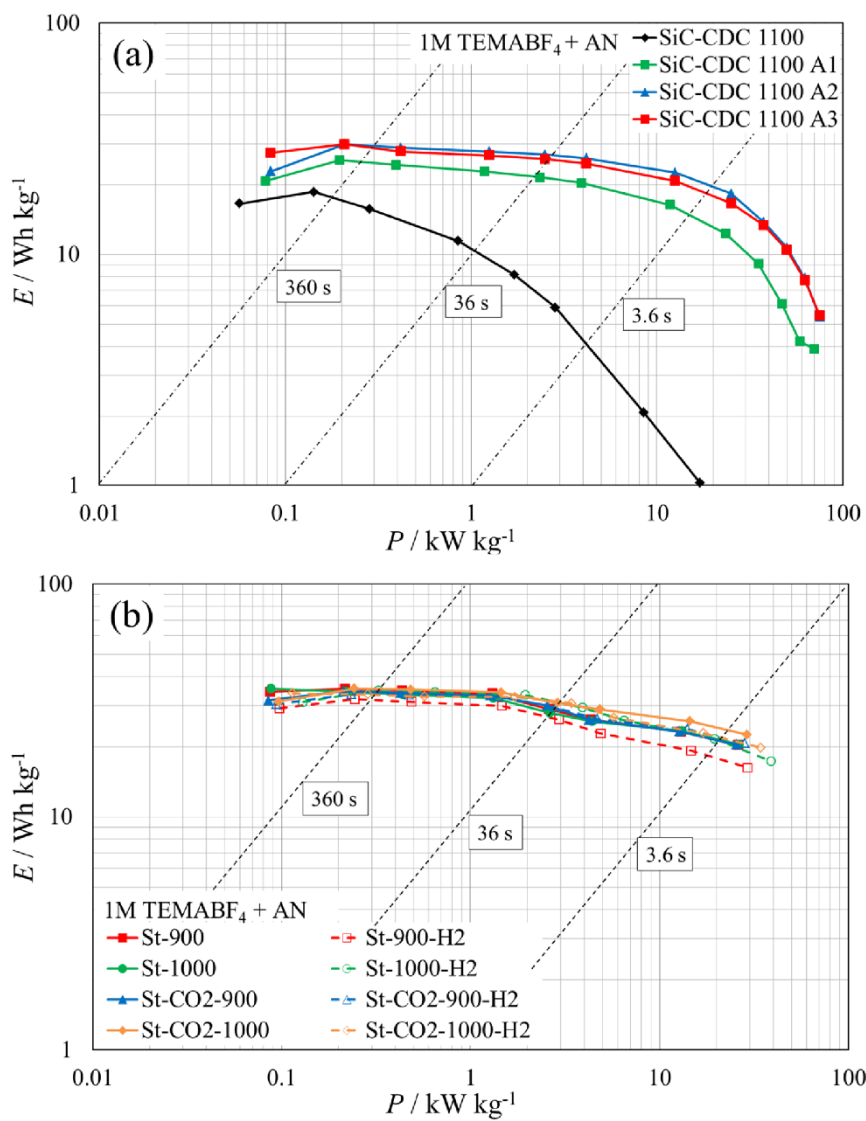 100
(a)
1M TEMABF₄ + AN
SiC-CDC 1100
SiC-CDC 1100 A1
SiC-CDC 1100 A2
SiC-CDC 1100 A3
E / Wh kg⁻¹
10
360 s
36 s
3.6 s
1
0.01
0.1
1
10
100
P / kW kg⁻¹
100
(b)
E / Wh kg⁻¹
10
360 s
36 s
3.6 s
1M TEMABF₄ + AN
St-900
St-900-H2
St-1000
St-1000-H2
St-CO2-900
St-CO2-900-H2
St-CO2-1000
St-CO2-1000-H2
1
0.01
0.1
1
10
100
P / kW kg⁻¹